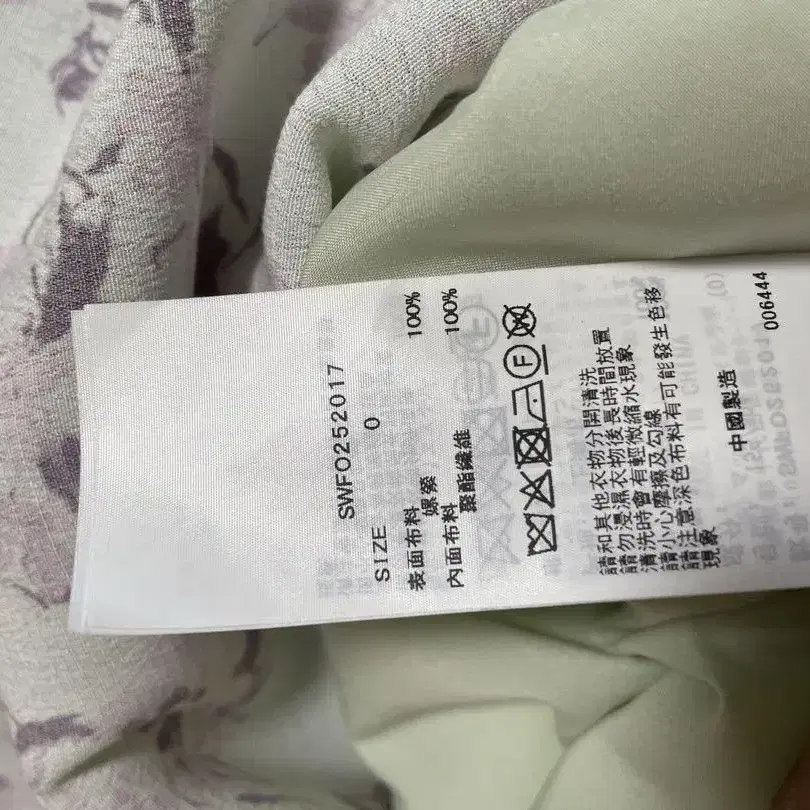 SWFO252017
SIZE 0
表面布料
嫘縈 100%
內面布料
聚酯纖維 100%
F
W
請和其他衣物分開清洗
請勿浸濕衣物後長時間放置
清洗時會有輕微縮水現象
請小心摩擦及勾線
請注意深色布料有可能發生色移
現象
中國製造
006444